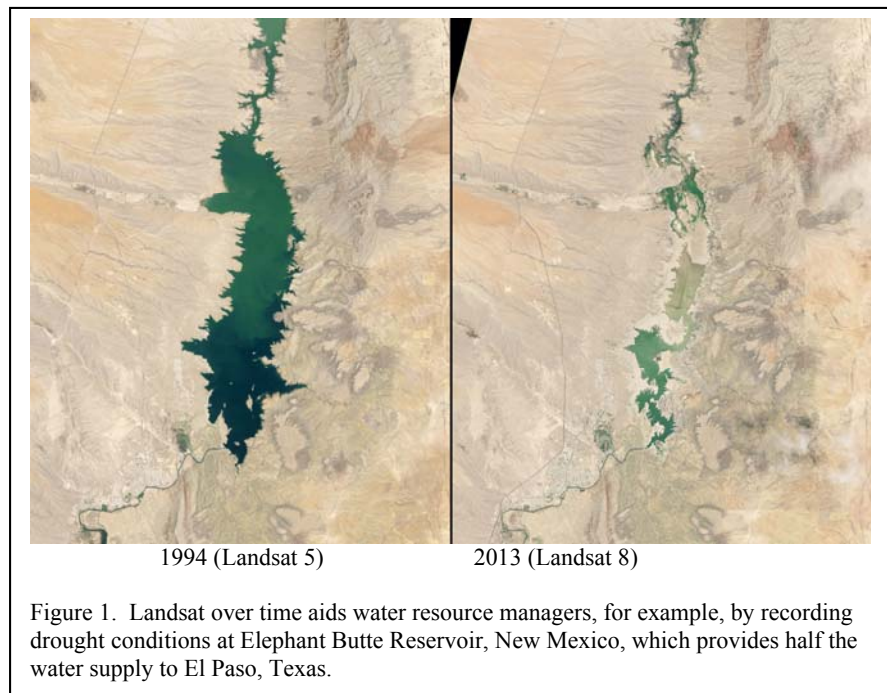 1994 (Landsat 5) 2013 (Landsat 8)
Figure 1. Landsat over time aids water resource managers, for example, by recording
drought conditions at Elephant Butte Reservoir, New Mexico, which provides half the
water supply to El Paso, Texas.